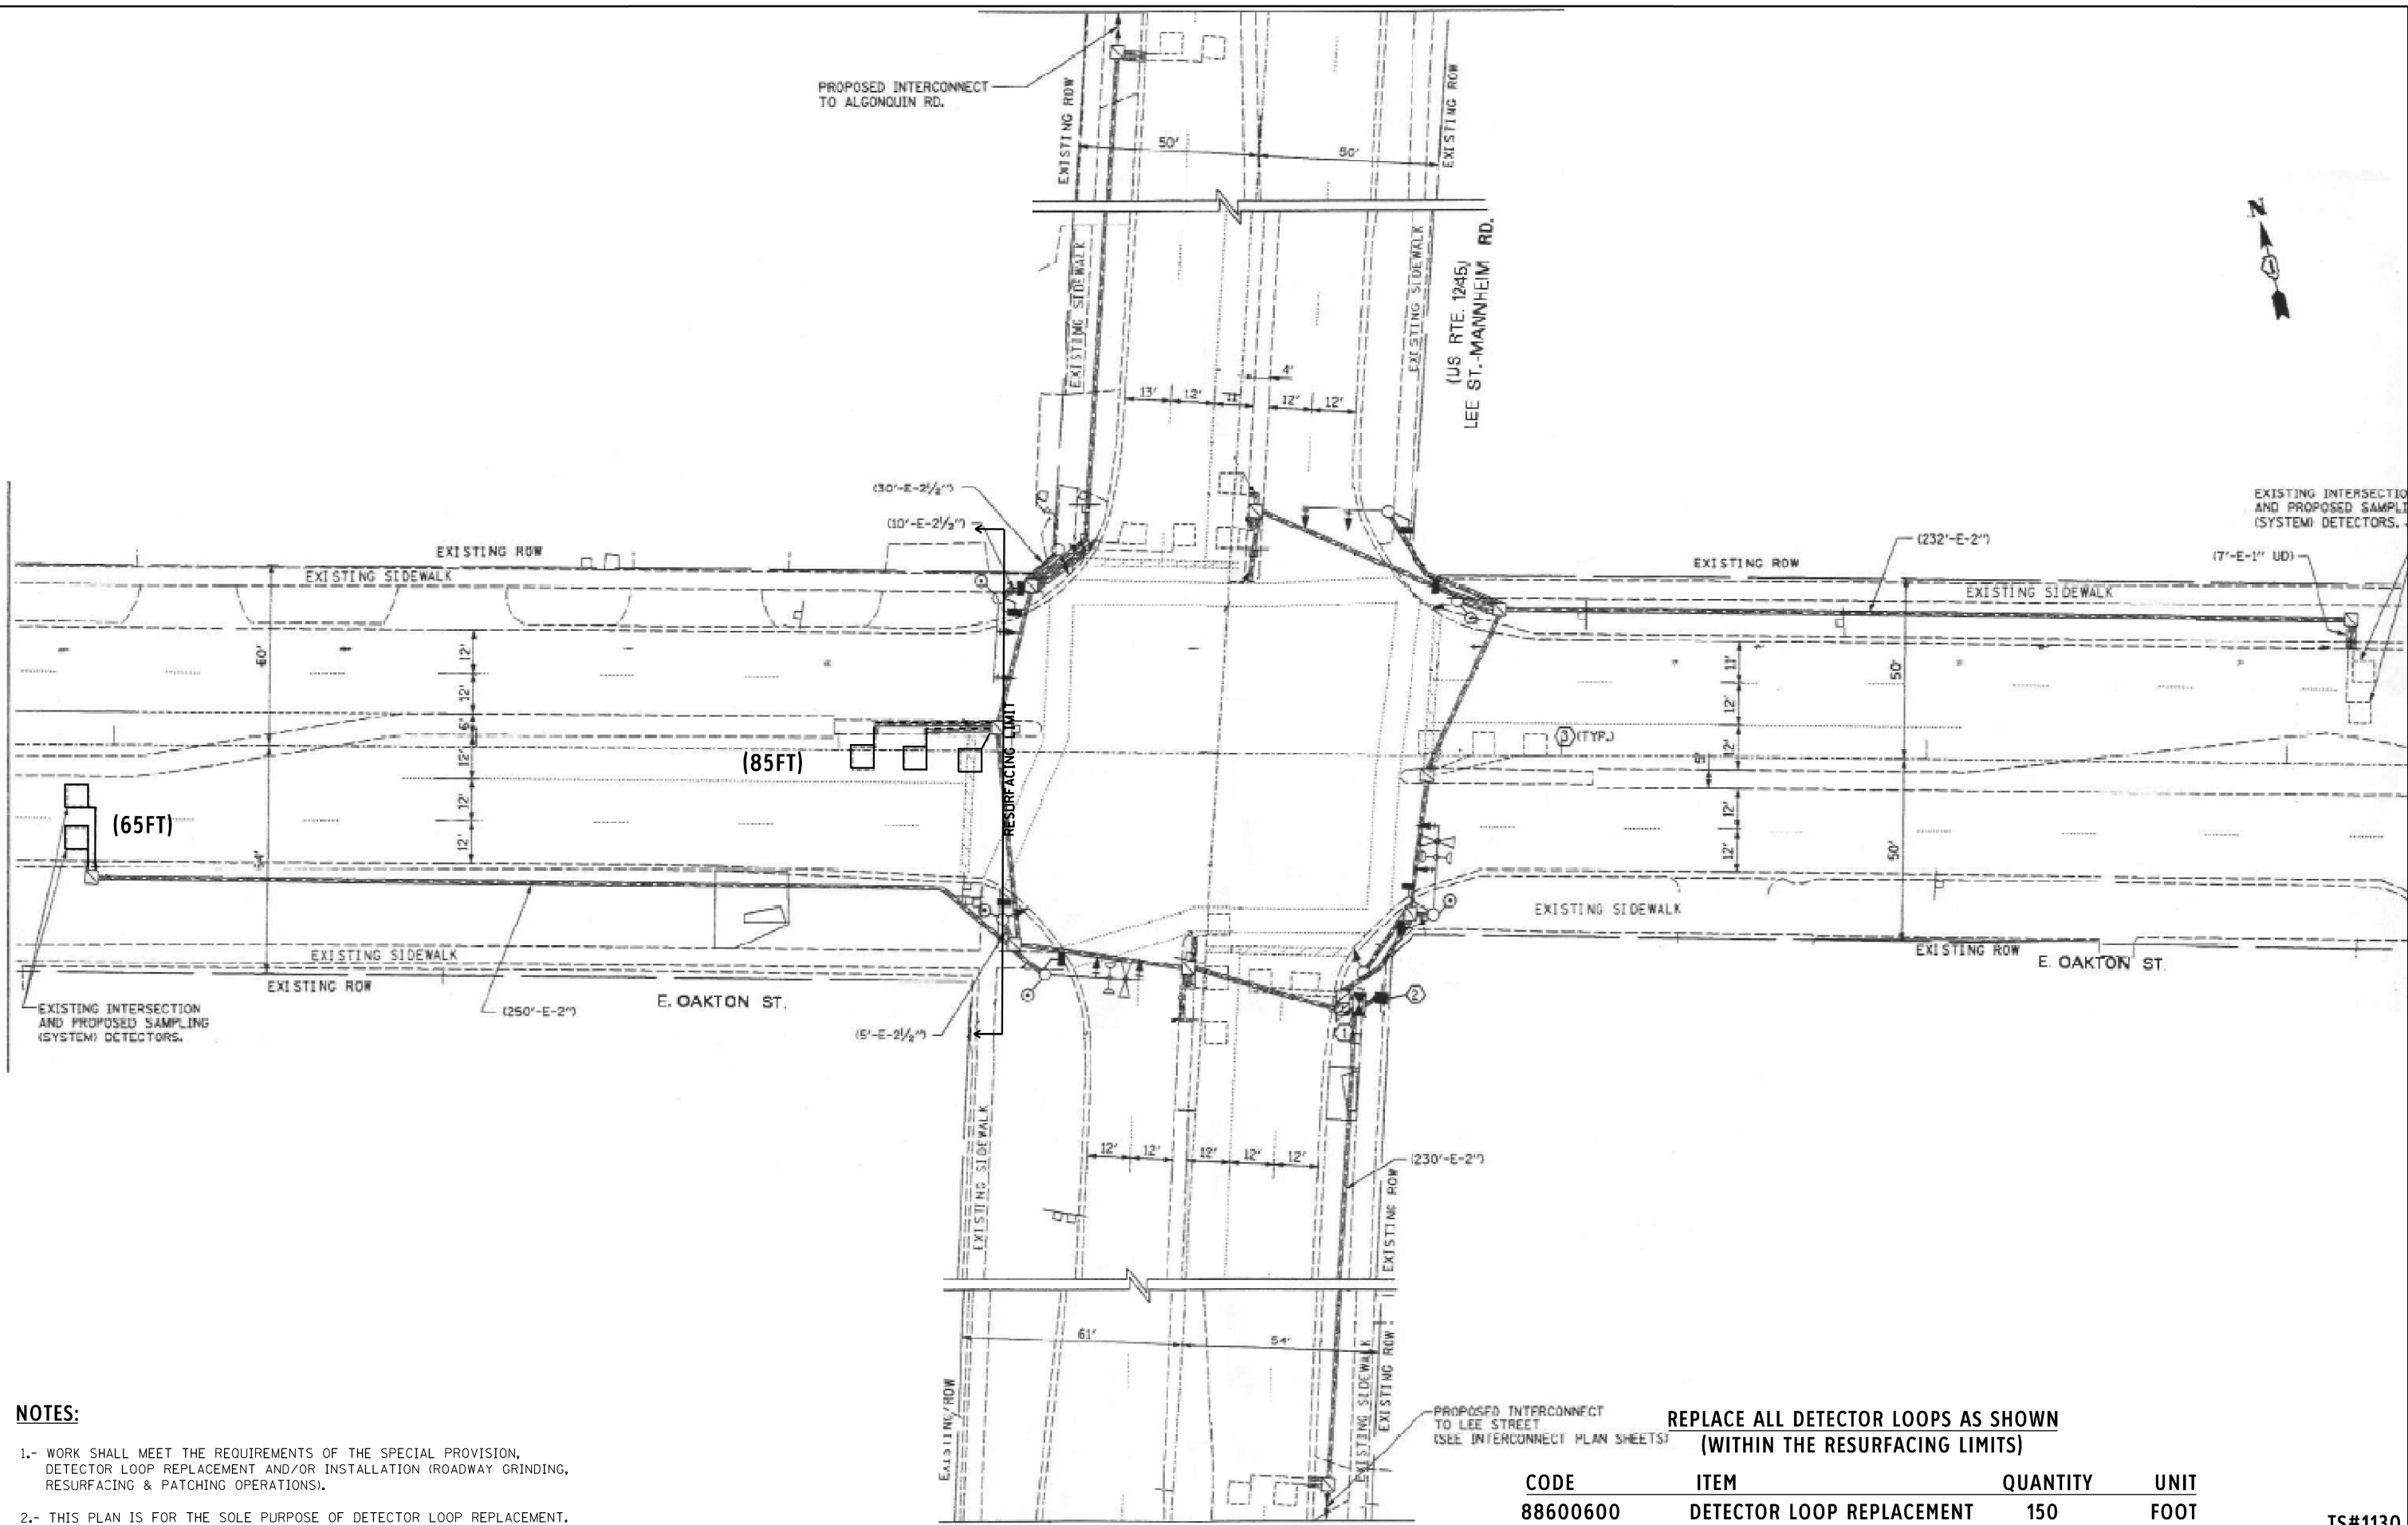 PROPOSED INTERCONNECT
TO ALGONQUIN RD.
EXISTING ROW
EXISTING ROW
50'
50'
N
EXISTING SIDEWALK
EXISTING SIDEWALK
(US RTE. 12/45)
LEE ST.-MANNHEIM RD.
4'
13'
12'
11'
12'
12'
(30'-E-2½")
(10'-E-2½")
EXISTING ROW
EXISTING SIDEWALK
EXISTING INTERSECTIO
AND PROPOSED SAMPLI
(SYSTEM) DETECTORS.
(232'-E-2")
(7'-E-1" UD)
EXISTING ROW
EXISTING SIDEWALK
60'
12'
12'
6'
12'
12'
12'
54'
RESURFACING LIMIT
(85FT)
(65FT)
3
(TYP.)
11'
12'
12'
12'
12'
50'
50'
EXISTING SIDEWALK
EXISTING ROW
E. OAKTON ST.
EXISTING SIDEWALK
EXISTING ROW
E. OAKTON ST.
EXISTING INTERSECTION
AND PROPOSED SAMPLING
(SYSTEM) DETECTORS.
(250'-E-2")
(5'-E-2½")
2
1
EXISTING SIDEWALK
12'
12'
12'
12'
12'
(230'-E-2")
EXISTING ROW
61'
54'
EXISTING ROW
EXISTING SIDEWALK
EXISTING ROW
PROPOSED INTERCONNECT
TO LEE STREET
(SEE INTERCONNECT PLAN SHEETS)
NOTES:
1.- WORK SHALL MEET THE REQUIREMENTS OF THE SPECIAL PROVISION,
DETECTOR LOOP REPLACEMENT AND/OR INSTALLATION (ROADWAY GRINDING,
RESURFACING & PATCHING OPERATIONS).
2.- THIS PLAN IS FOR THE SOLE PURPOSE OF DETECTOR LOOP REPLACEMENT.
REPLACE ALL DETECTOR LOOPS AS SHOWN
(WITHIN THE RESURFACING LIMITS)
CODE ITEM QUANTITY UNIT
88600600 DETECTOR LOOP REPLACEMENT 150 FOOT
TS#1130